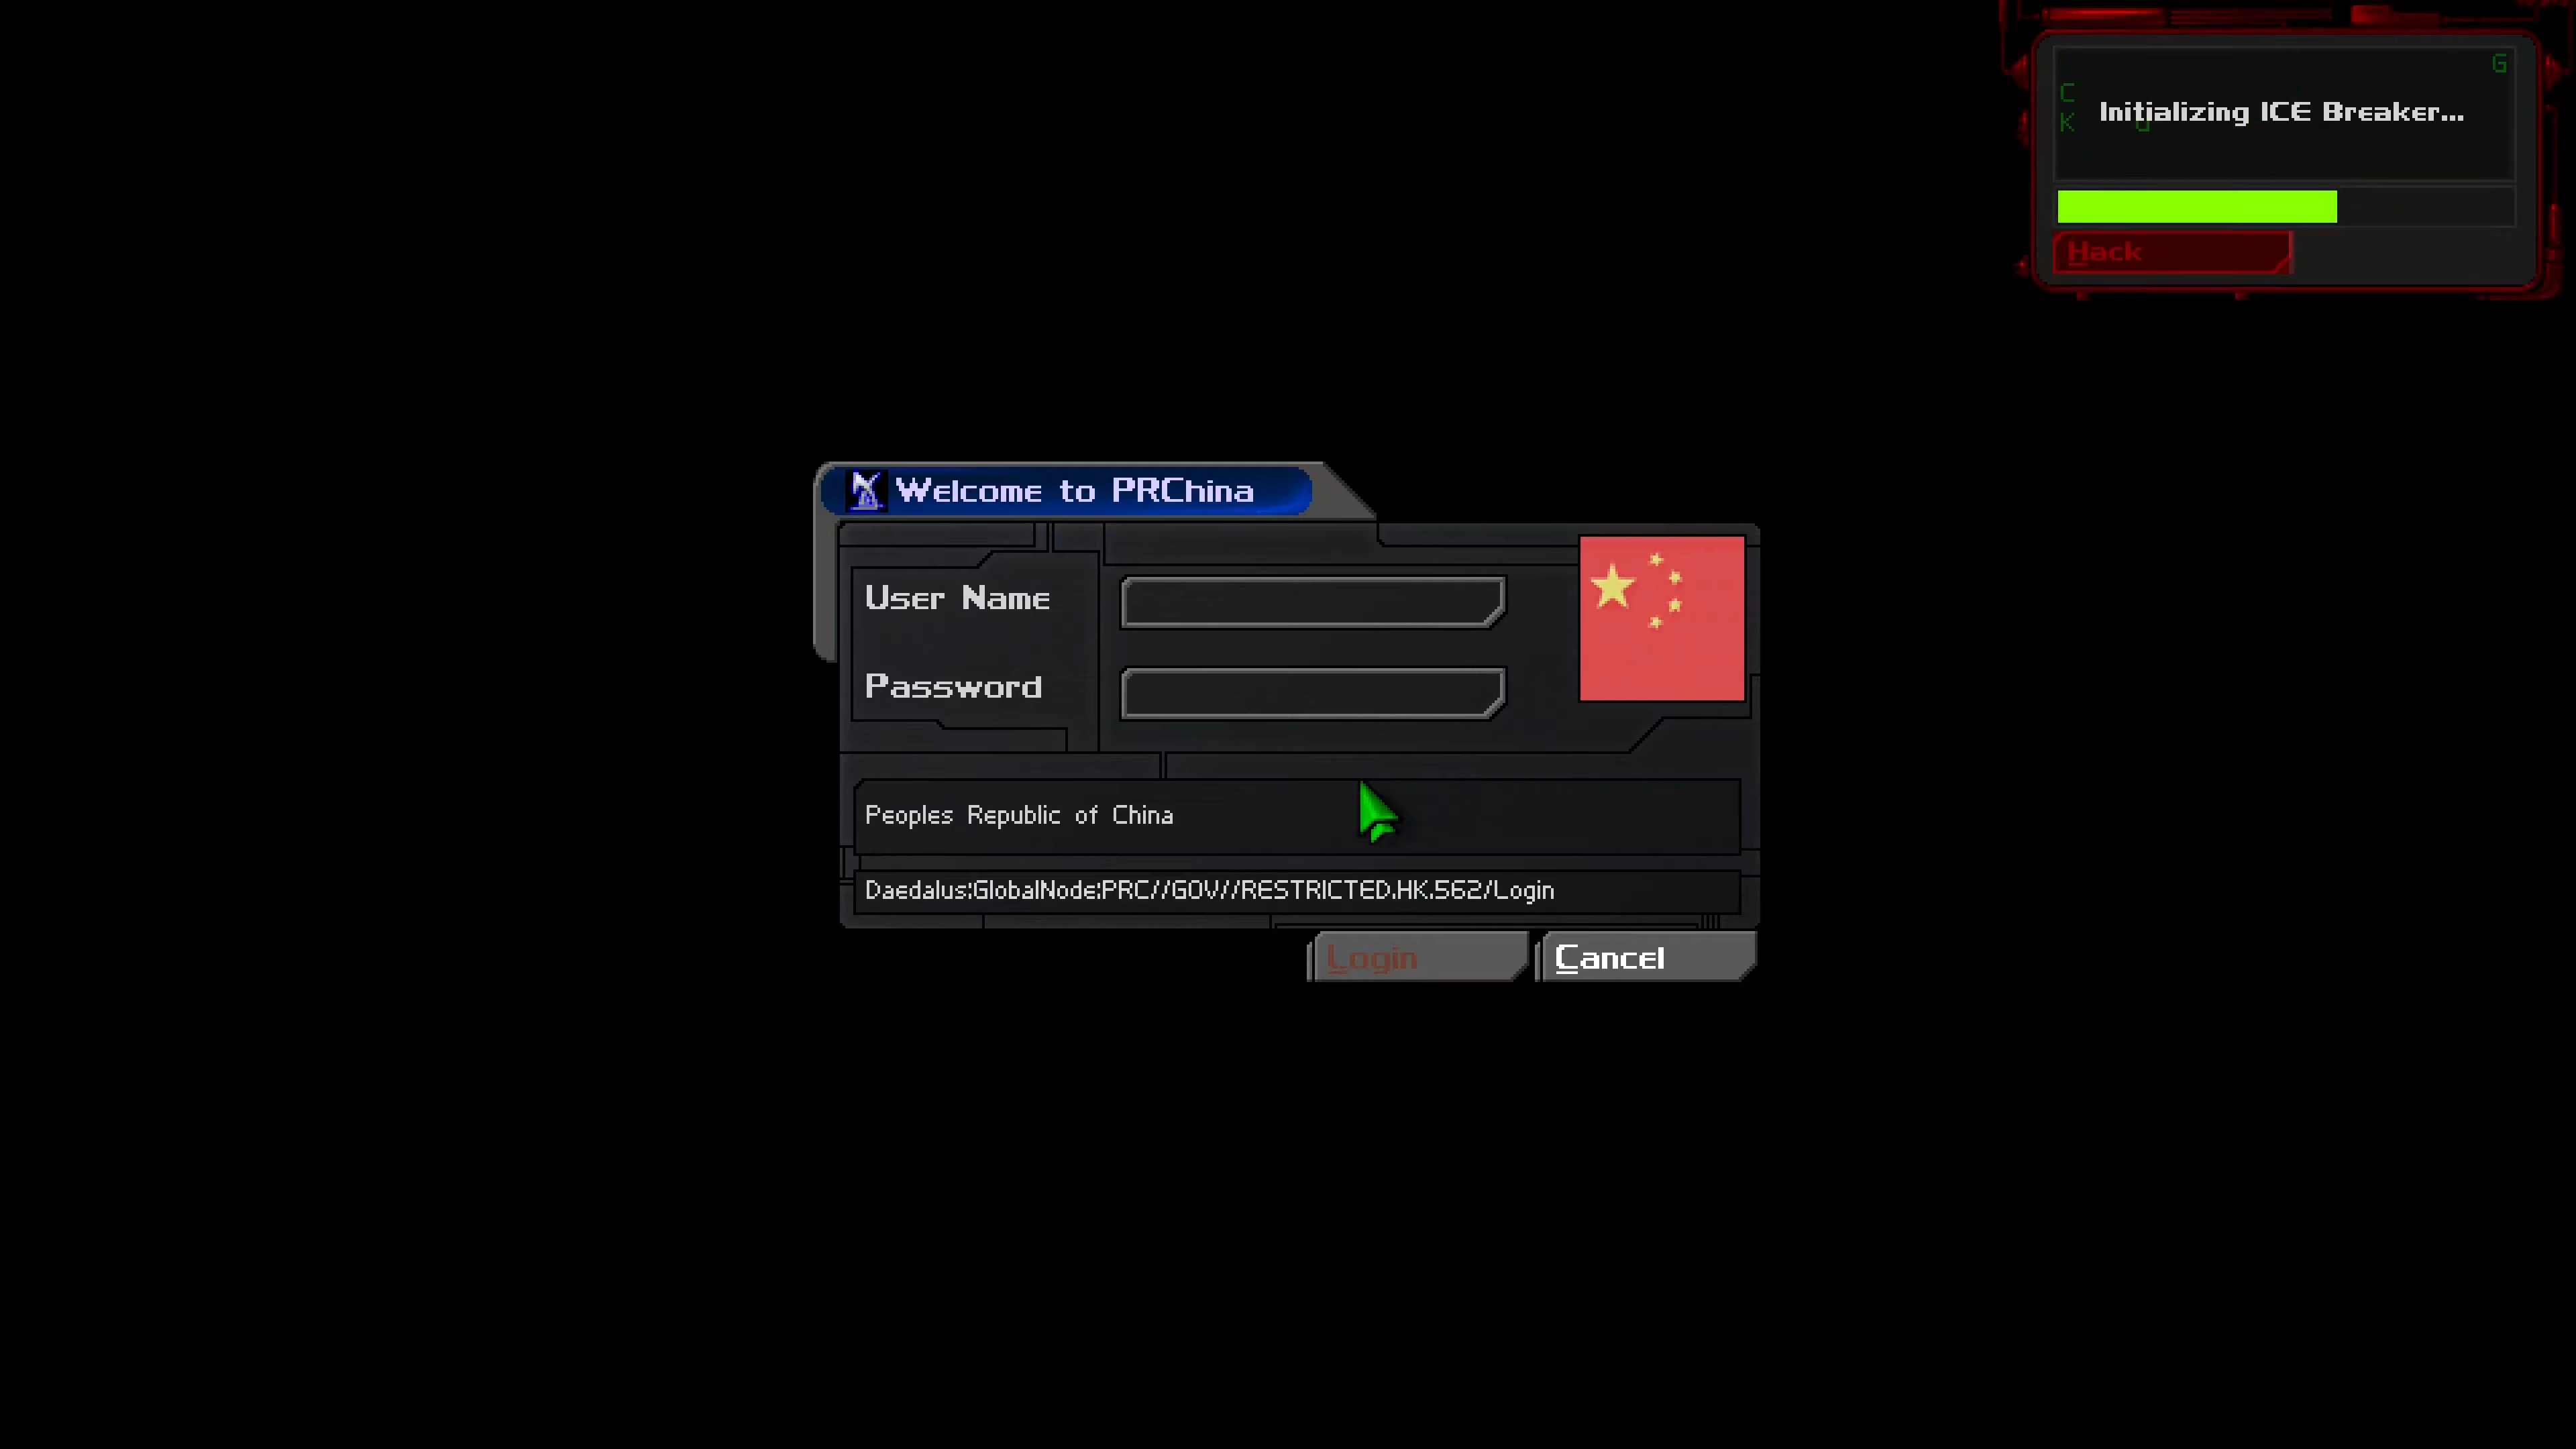 G
C
Initializing ICE Breaker...
K
Hack
Welcome to PRChina
User Name
Password
Peoples Republic of China
Daedalus:GlobalNode:PRC//GOV//RESTRICTED.HK.562/Login
Login
Cancel